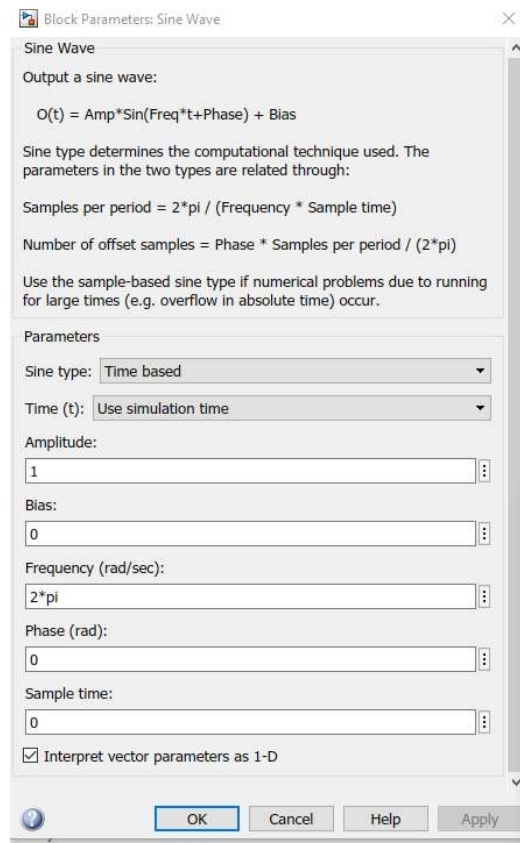 Block Parameters: Sine Wave
Sine Wave
Output a sine wave:
O(t) = Amp*Sin(Freq*t+Phase) + Bias
Sine type determines the computational technique used. The
parameters in the two types are related through:
Samples per period = 2*pi / (Frequency * Sample time)
Number of offset samples = Phase * Samples per period / (2*pi)
Use the sample-based sine type if numerical problems due to running
for large times (e.g. overflow in absolute time) occur.
Parameters
Sine type: Time based
Time (t): Use simulation time
Amplitude:
1
Bias:
0
Frequency (rad/sec):
2*pi
Phase (rad):
0
Sample time:
0
Interpret vector parameters as 1-D
OK Cancel Help Apply